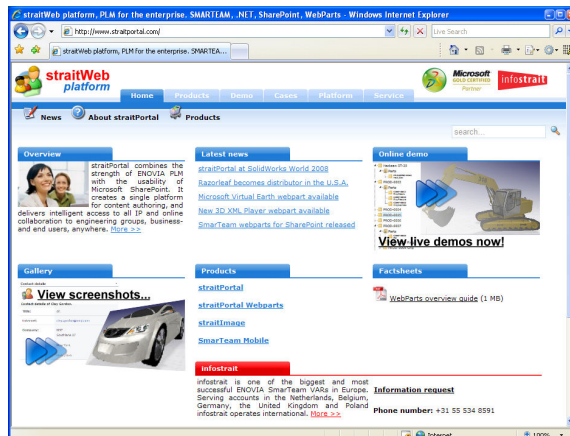 straitWeb platform, PLM for the enterprise. SMARTEAM, .NET, SharePoint, WebParts - Windows Internet Explorer
http://www.straitportal.com/
Live Search
straitWeb platform, PLM for the enterprise. SMARTEA...
straitWeb
platform
Microsoft
GOLD CERTIFIED
Partner
infostrait
Home Products Demo Cases Platform Service
News About straitPortal Products
search...
Overview
straitPortal combines the
strength of ENOVIA PLM
with the usability of
Microsoft SharePoint. It
creates a single platform
for content authoring, and
delivers intelligent access to all IP and online
collaboration to engineering groups, business-
and end users, anywhere. More >>
Latest news
straitPortal at SolidWorks World 2008
Razorleaf becomes distributor in the U.S.A.
Microsoft Virtual Earth webpart available
New 3D XML Player webpart available
SmarTeam webparts for SharePoint released
Online demo
View live demos now!
Gallery
Contact details
View screenshots...
Products
straitPortal
straitPortal Webparts
straitImage
SmarTeam Mobile
Factsheets
WebParts overview guide (1 MB)
Infostrait
infostrait is one of the biggest and most
successful ENOVIA SmarTeam VARs in Europe.
Serving accounts in the Netherlands, Belgium,
Germany, the United Kingdom and Poland
infostrait operates international. More >>
Information request
Phone number: +31 55 534 8591
Internet
100%